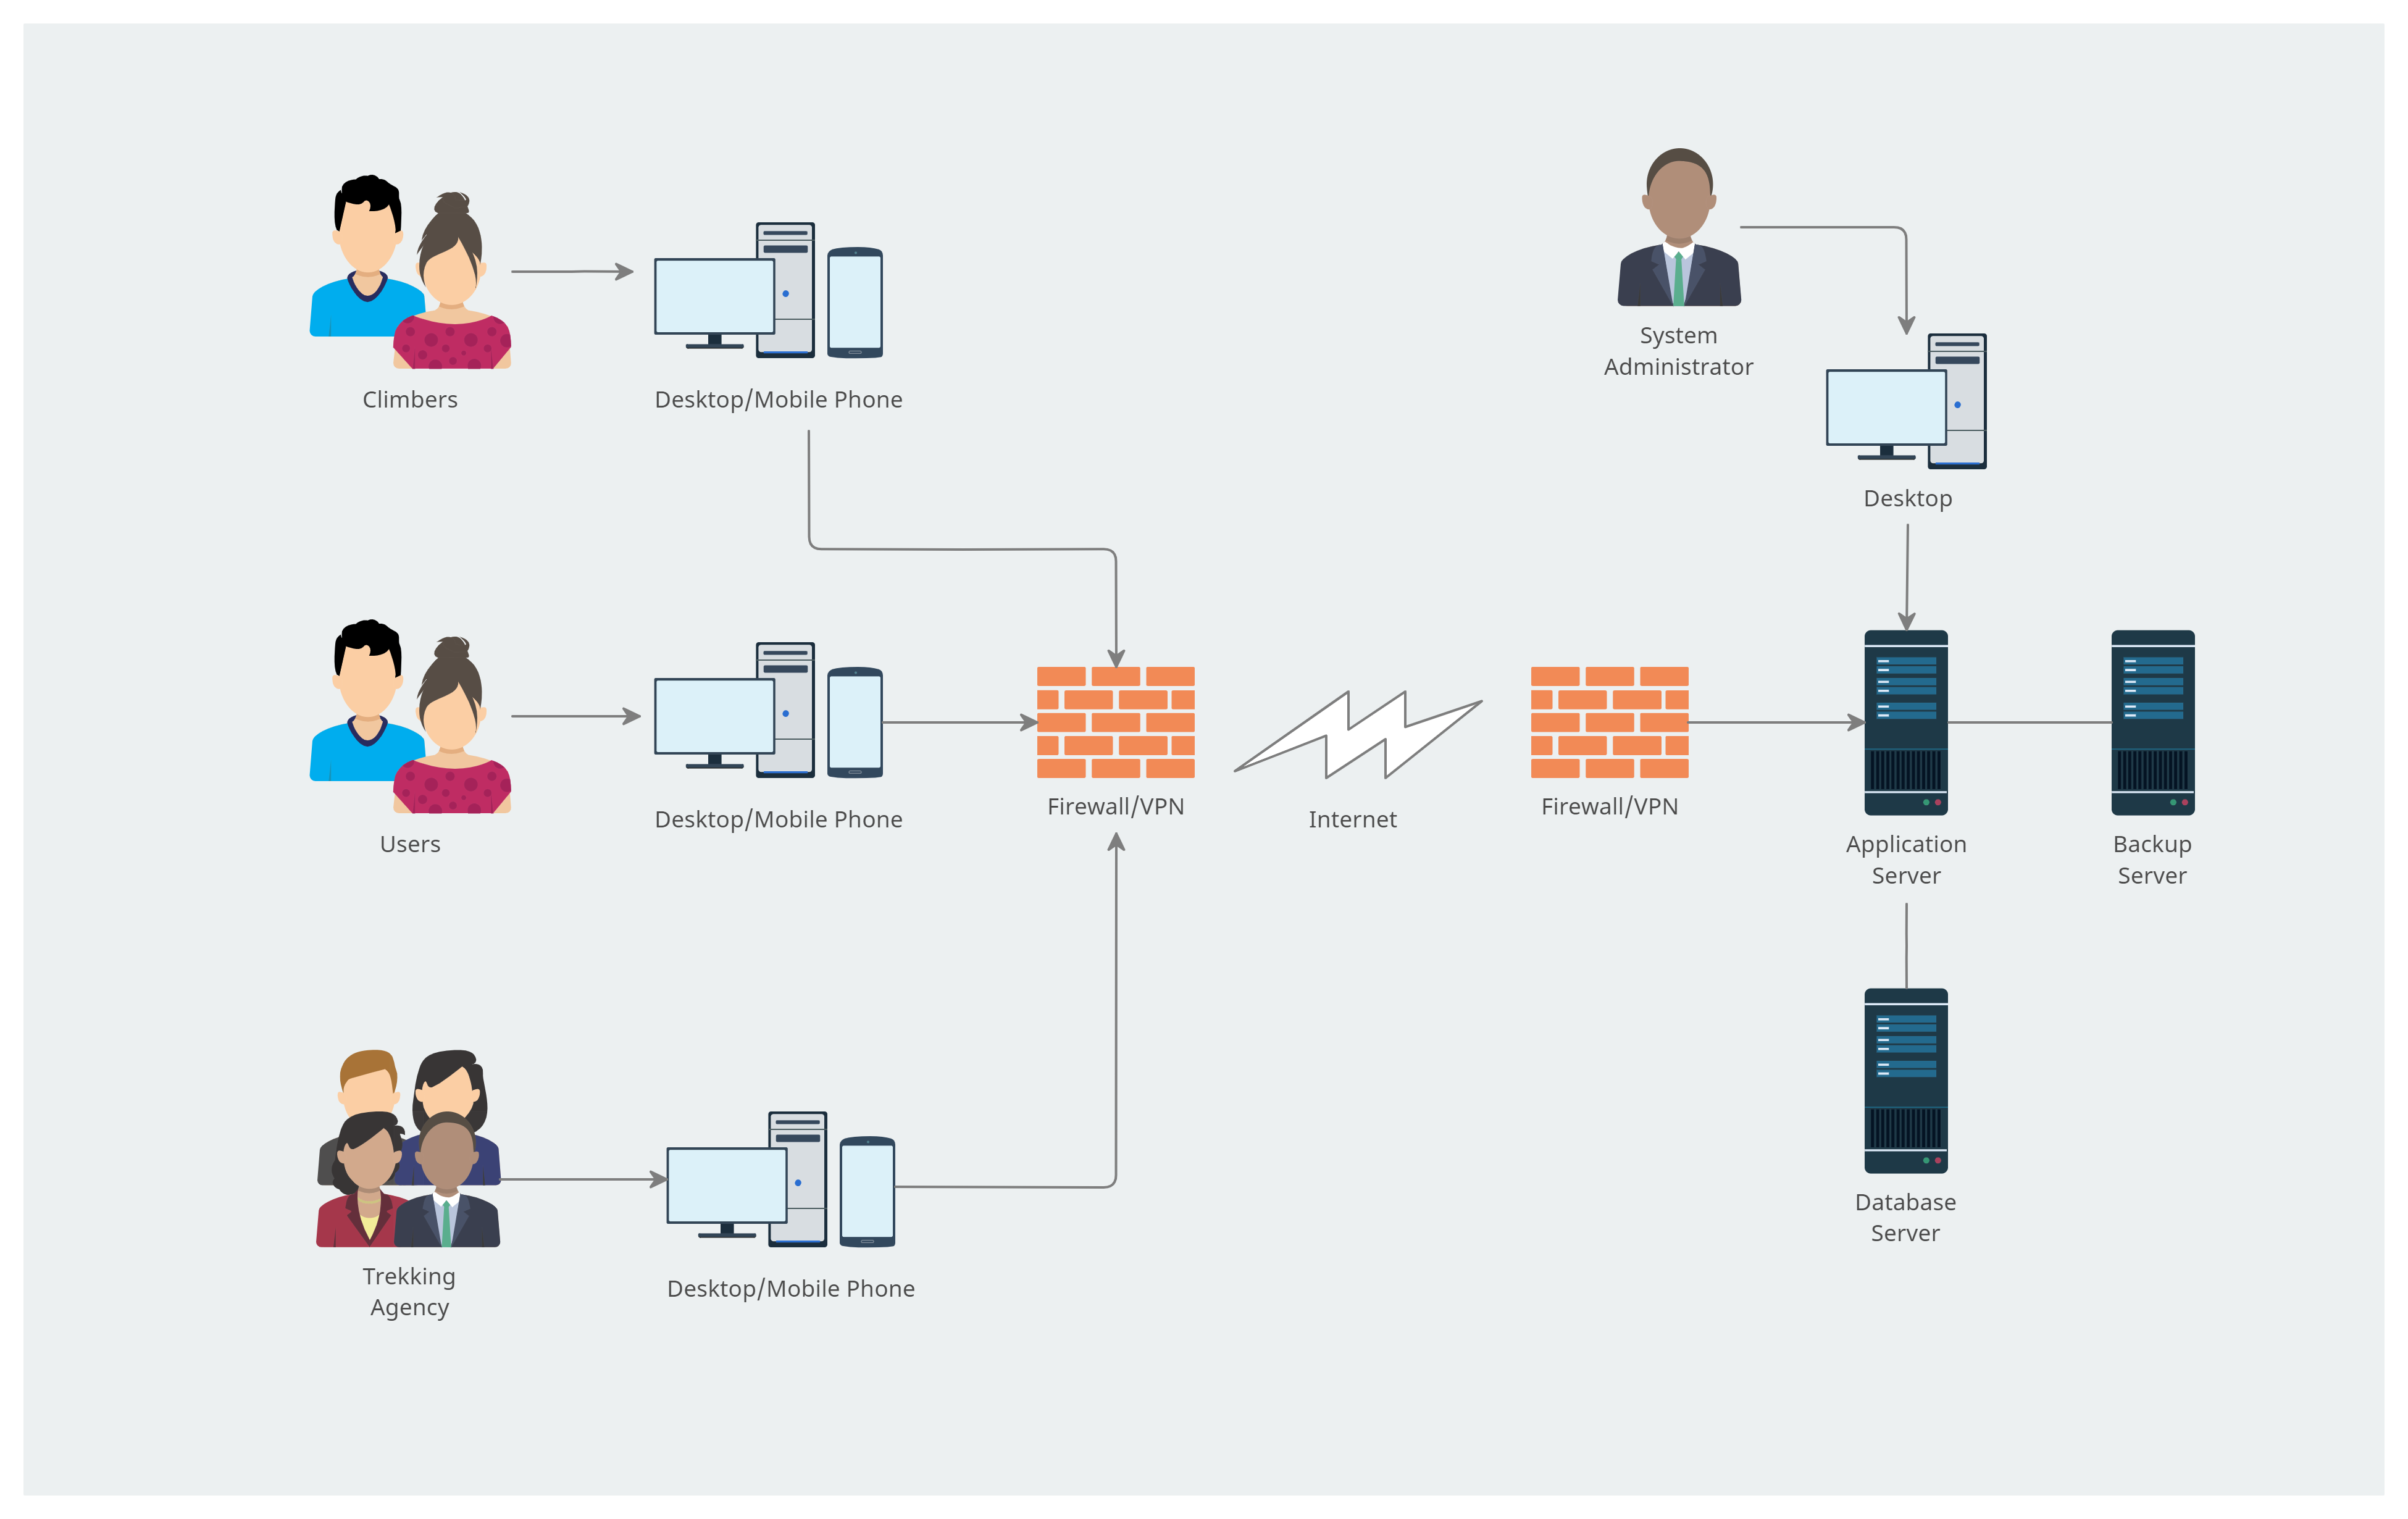 Climbers
Desktop/Mobile Phone
System
Administrator
Desktop
Users
Desktop/Mobile Phone
Firewall/VPN
Internet
Firewall/VPN
Application
Server
Backup
Server
Trekking
Agency
Desktop/Mobile Phone
Database
Server